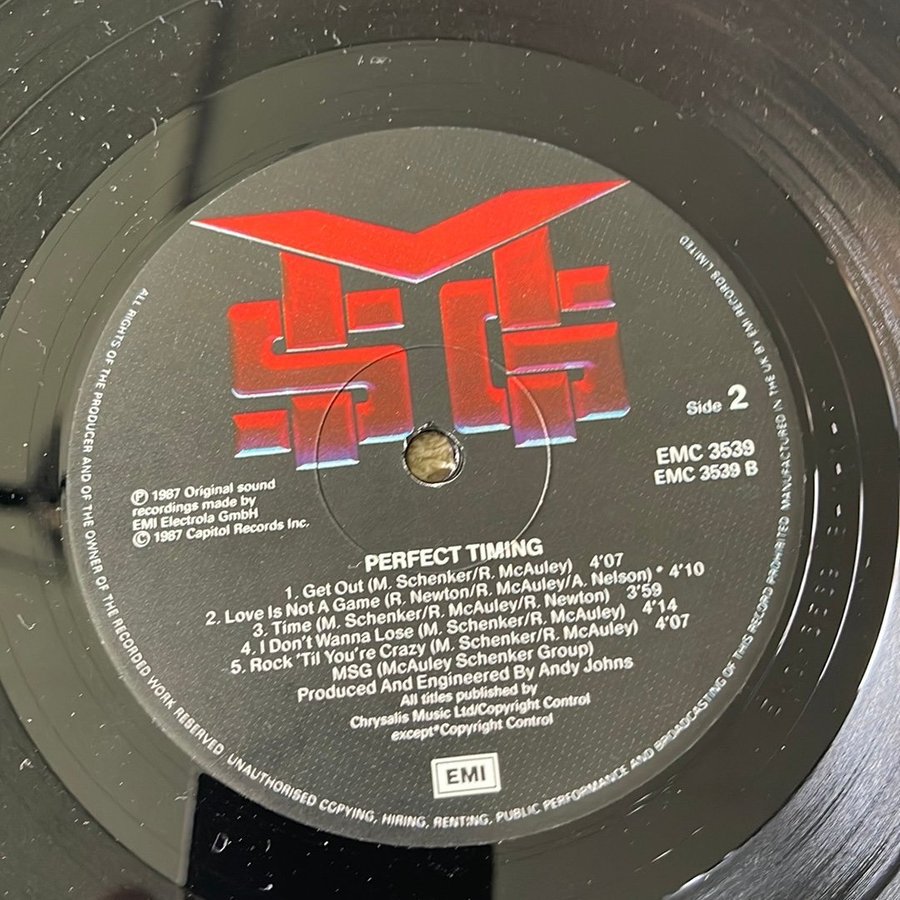 MSG
Side 2
EMC 3539
EMC 3539 B
℗ 1987 Original sound
recordings made by
EMI Electrola GmbH
© 1987 Capitol Records Inc.
PERFECT TIMING
1. Get Out (M. Schenker/R. McAuley) 4'07
2. Love Is Not A Game (R. Newton/R. McAuley/A. Nelson)* 4'10
3. Time (M. Schenker/R. McAuley/R. Newton) 3'59
4. I Don't Wanna Lose (M. Schenker/R. McAuley) 4'14
5. Rock 'Til You're Crazy (M. Schenker/R. McAuley) 4'07
MSG (McAuley Schenker Group)
Produced And Engineered By Andy Johns
All titles published by
Chrysalis Music Ltd/Copyright Control
except*Copyright Control
EMI
ALL RIGHTS OF THE PRODUCER AND OF THE OWNER OF THE RECORDED WORK RESERVED UNAUTHORISED COPYING, HIRING, RENTING, PUBLIC PERFORMANCE AND BROADCASTING OF THIS RECORD PROHIBITED MANUFACTURED IN THE UK BY EMI RECORDS LIMITED